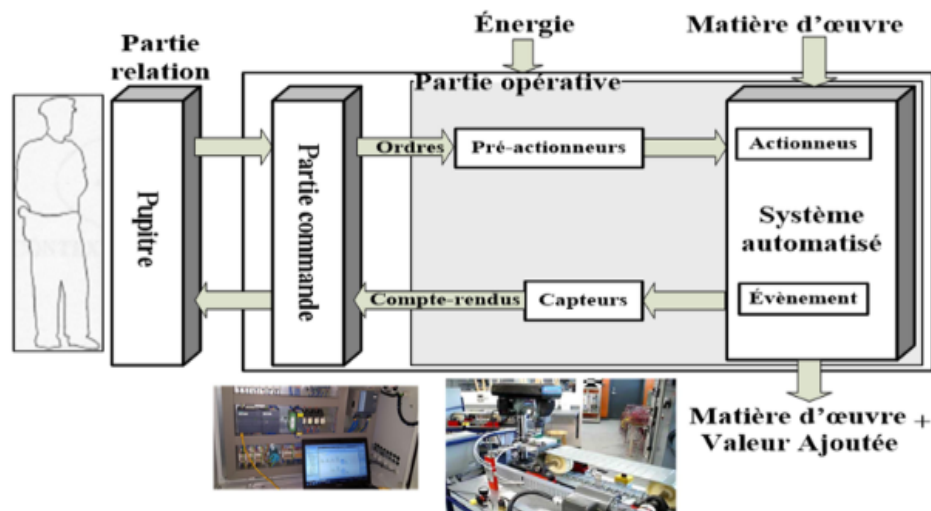 Énergie
Matière d'œuvre
Partie
relation
Partie opérative
Pupitre
Partie commande
Ordres
Pré-actionneurs
Actionneus
Système
automatisé
Compte-rendus
Capteurs
Évènement
Matière d'œuvre +
Valeur Ajoutée